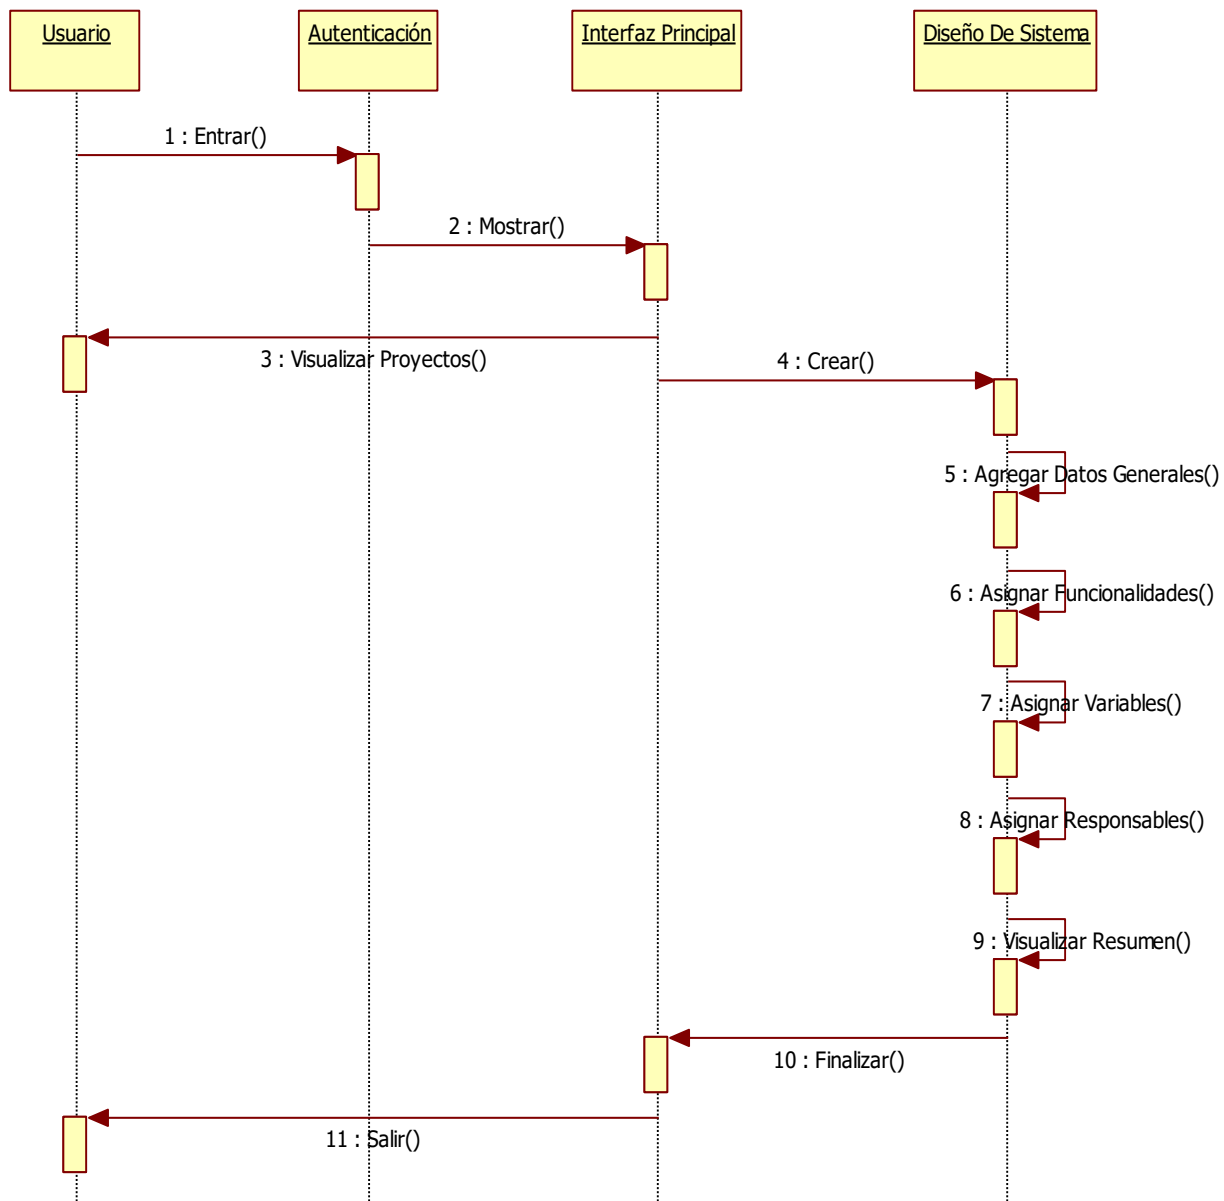 Usuario
Autenticación
Interfaz Principal
Diseño De Sistema
1 : Entrar()
2 : Mostrar()
3 : Visualizar Proyectos()
4 : Crear()
5 : Agregar Datos Generales()
6 : Asignar Funcionalidades()
7 : Asignar Variables()
8 : Asignar Responsables()
9 : Visualizar Resumen()
10 : Finalizar()
11 : Salir()